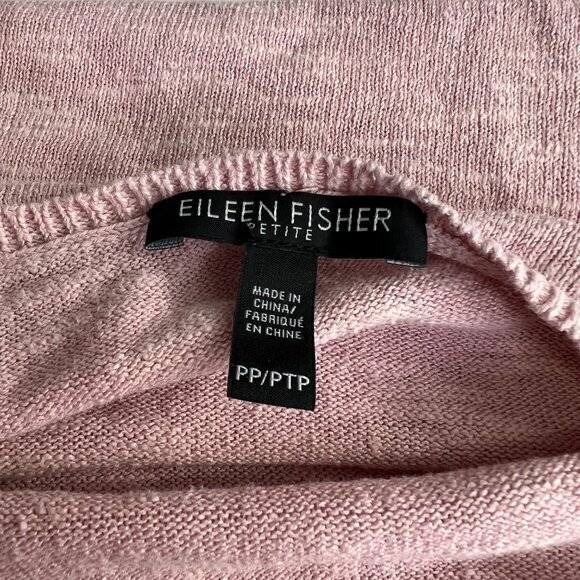 EILEEN FISHER
PETITE
MADE IN
CHINA/
FABRIQUÉ
EN CHINE
PP/PTP